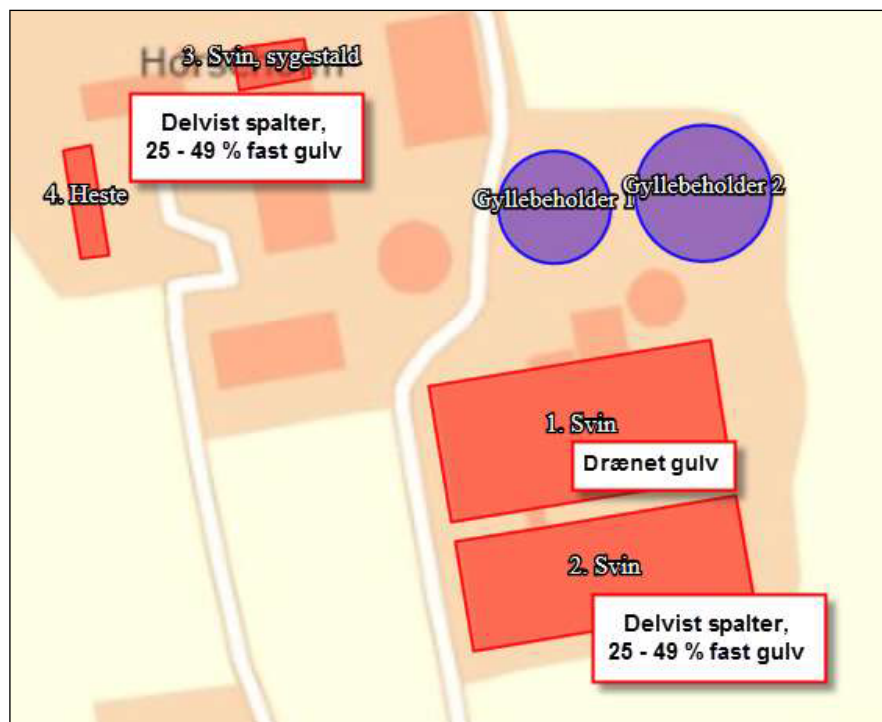 3. Svin, sygestald
Delvist spalter,
25 - 49 % fast gulv
4. Heste
Gyllebeholder 1
Gyllebeholder 2
1. Svin
Drænet gulv
2. Svin
Delvist spalter,
25 - 49 % fast gulv